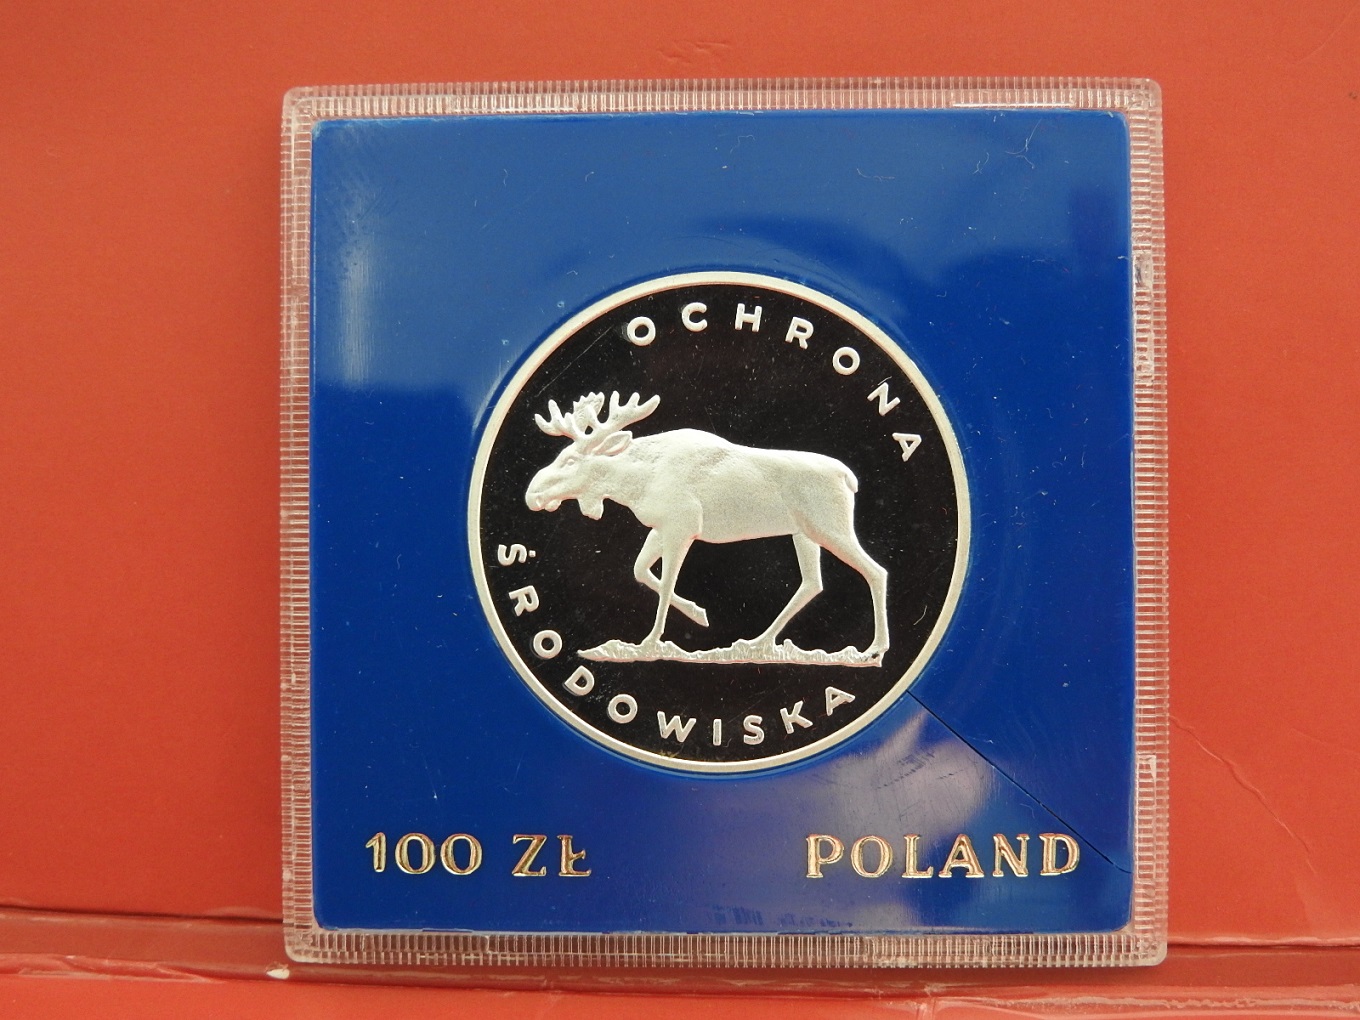 OCHRONA
ŚRODOWISKA
100 ZŁ
POLAND